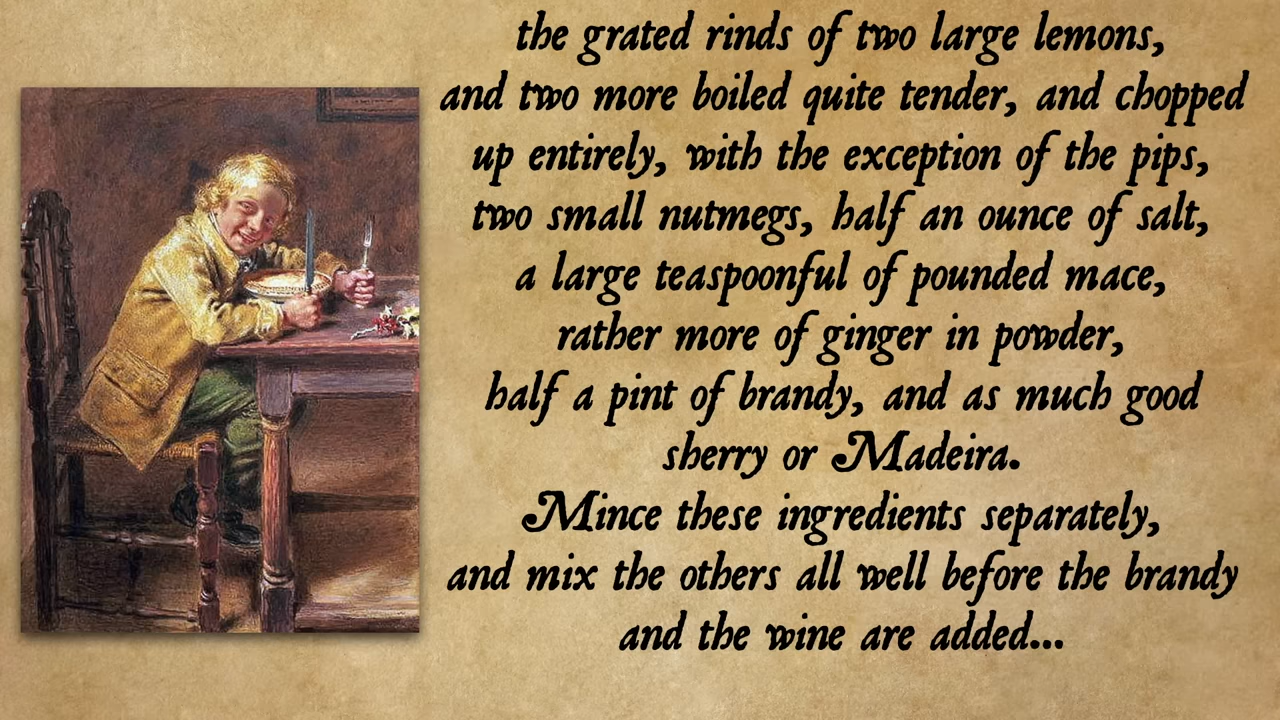 the grated rinds of two large lemons,
and two more boiled quite tender, and chopped
up entirely, with the exception of the pips,
two small nutmegs, half an ounce of salt,
a large teaspoonful of pounded mace,
rather more of ginger in powder,
half a pint of brandy, and as much good
sherry or Madeira.
Mince these ingredients separately,
and mix the others all well before the brandy
and the wine are added...